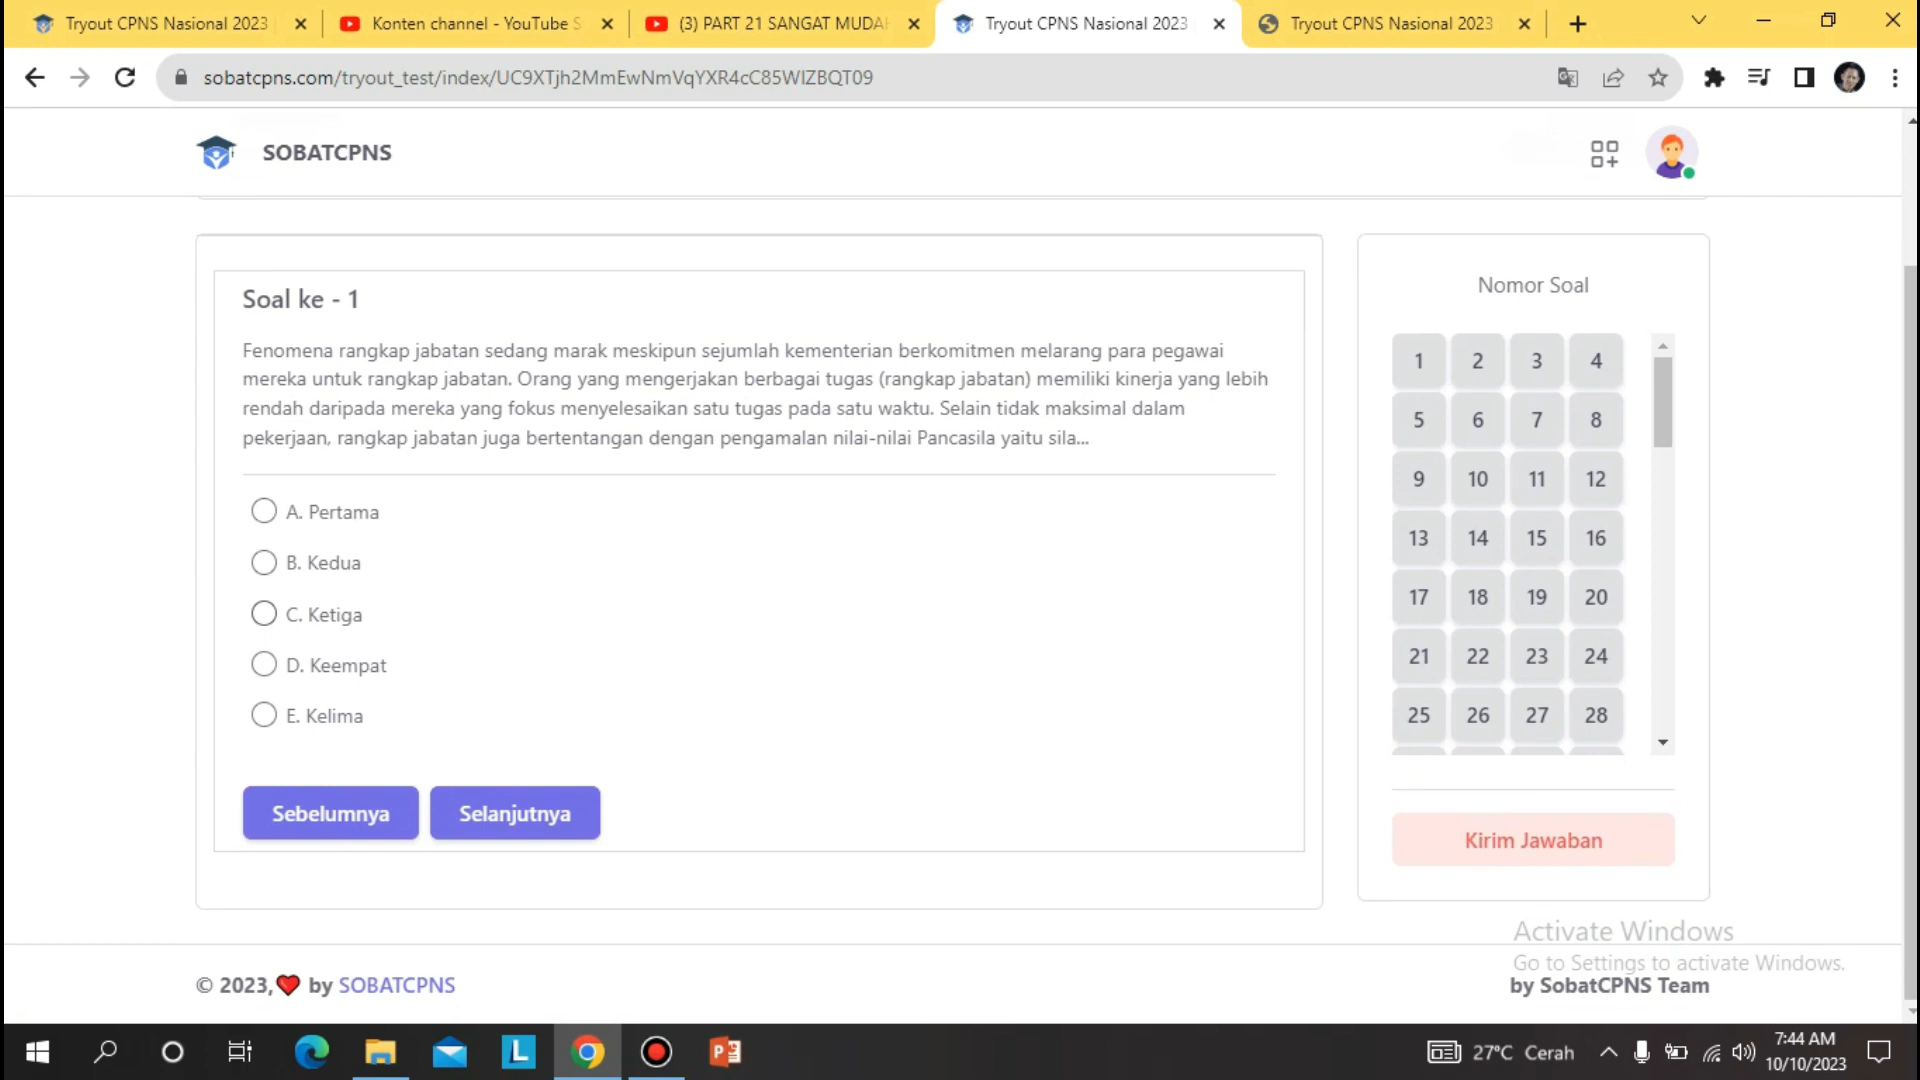 Tryout CPNS Nasional 2023
Konten channel - YouTube S
(3) PART 21 SANGAT MUDAH
Tryout CPNS Nasional 2023
Tryout CPNS Nasional 2023
sobatcpns.com/tryout_test/index/UC9XTjh2MmEwNmVqYXR4cC85WlZBQT09
SOBATCPNS
Soal ke - 1
Fenomena rangkap jabatan sedang marak meskipun sejumlah kementerian berkomitmen melarang para pegawai
mereka untuk rangkap jabatan. Orang yang mengerjakan berbagai tugas (rangkap jabatan) memiliki kinerja yang lebih
rendah daripada mereka yang fokus menyelesaikan satu tugas pada satu waktu. Selain tidak maksimal dalam
pekerjaan, rangkap jabatan juga bertentangan dengan pengamalan nilai-nilai Pancasila yaitu sila...
A. Pertama
B. Kedua
C. Ketiga
D. Keempat
E. Kelima
Sebelumnya Selanjutnya
Nomor Soal
1 2 3 4
5 6 7 8
9 10 11 12
13 14 15 16
17 18 19 20
21 22 23 24
25 26 27 28
Kirim Jawaban
Activate Windows
Go to Settings to activate Windows.
© 2023, ❤ by SOBATCPNS
by SobatCPNS Team
27°C Cerah
7:44 AM
10/10/2023